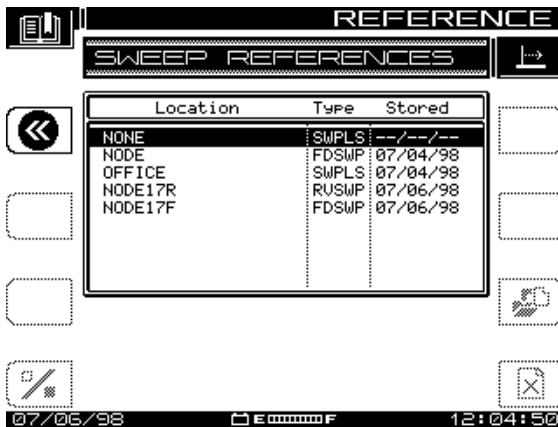 REFERENCE
SWEEP REFERENCES
Location Type Stored
NONE SWPLS --/--/--
NODE FDSWP 07/04/98
OFFICE SWPLS 07/04/98
NODE17R RVSWP 07/06/98
NODE17F FDSWP 07/06/98
07/06/98 E F 12:04:50